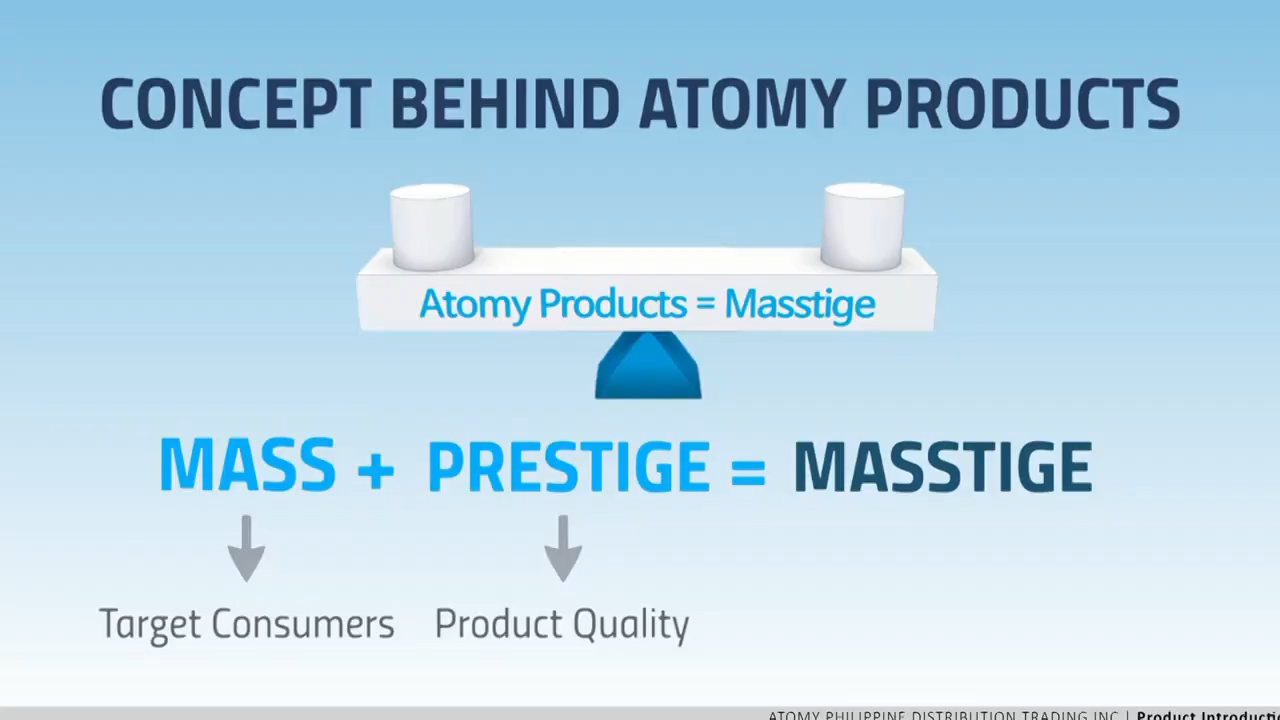 CONCEPT BEHIND ATOMY PRODUCTS
Atomy Products = Masstige
MASS + PRESTIGE = MASSTIGE
Target Consumers Product Quality
ATOMY PHILIPPINE DISTRIBUTION TRADING INC | Product Introducti